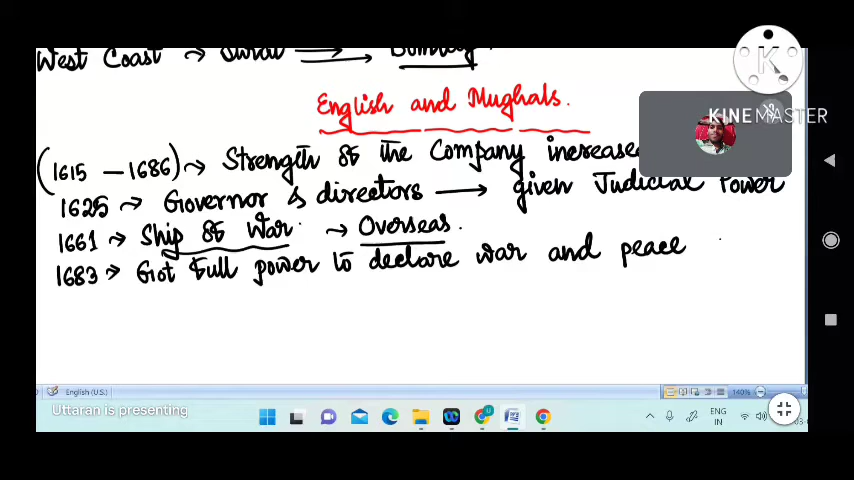 West Coast → Surat → Bombay.
English and Mughals.
KINEMASTER
(1615 – 1686) → Strength of the Company increased
1625 → Governor & directors → given Judicial Power
1661 → Ship of War → Overseas.
1683 → Got full power to declare war and peace
English (U.S.)
140%
Uttaran is presenting
ENG
IN